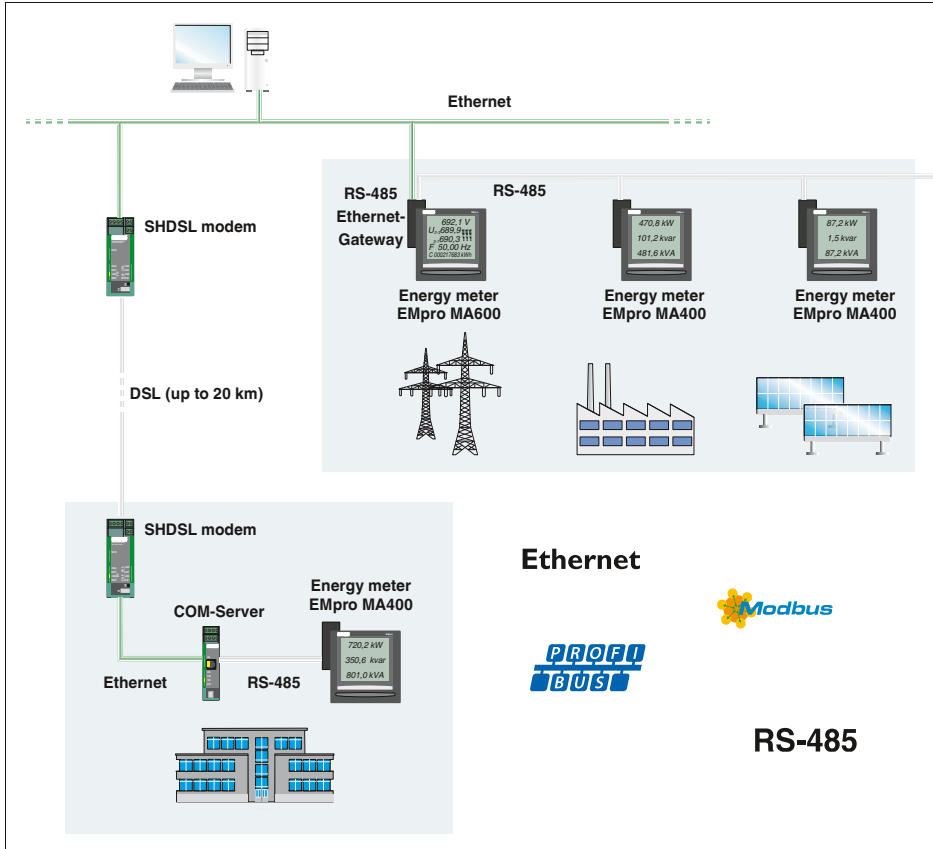 Ethernet
RS-485
Ethernet-
Gateway
RS-485
SHDSL modem
692,1 V
689,9
690,3
F 50,00 Hz
C 000217683 kWh
470,8 kW
101,2 kvar
481,6 kVA
87,2 kW
1,5 kvar
87,2 kVA
Energy meter
EMpro MA600
Energy meter
EMpro MA400
Energy meter
EMpro MA400
DSL (up to 20 km)
SHDSL modem
Ethernet
Energy meter
EMpro MA400
COM-Server
Modbus
720,2 kW
350,6 kvar
801,0 kVA
PROFI
BUS
Ethernet
RS-485
RS-485